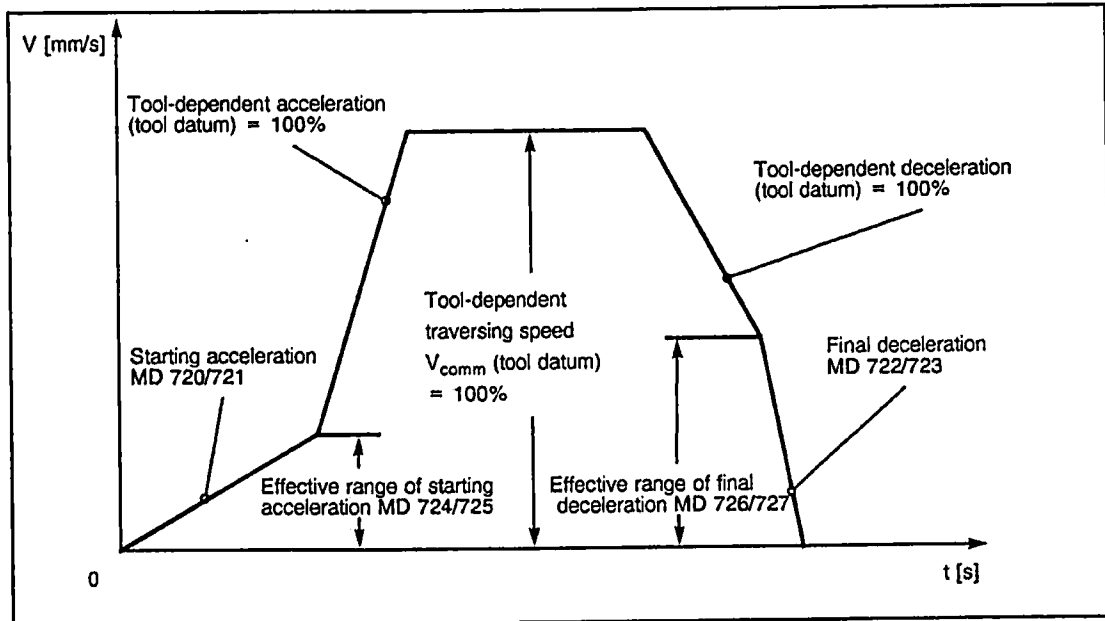 V [mm/s]
Tool-dependent acceleration
(tool datum) = 100%
Tool-dependent deceleration
(tool datum) = 100%
Tool-dependent
traversing speed
Vcomm (tool datum)
= 100%
Starting acceleration
MD 720/721
Final deceleration
MD 722/723
Effective range of starting
acceleration MD 724/725
Effective range of final
deceleration MD 726/727
0
t [s]